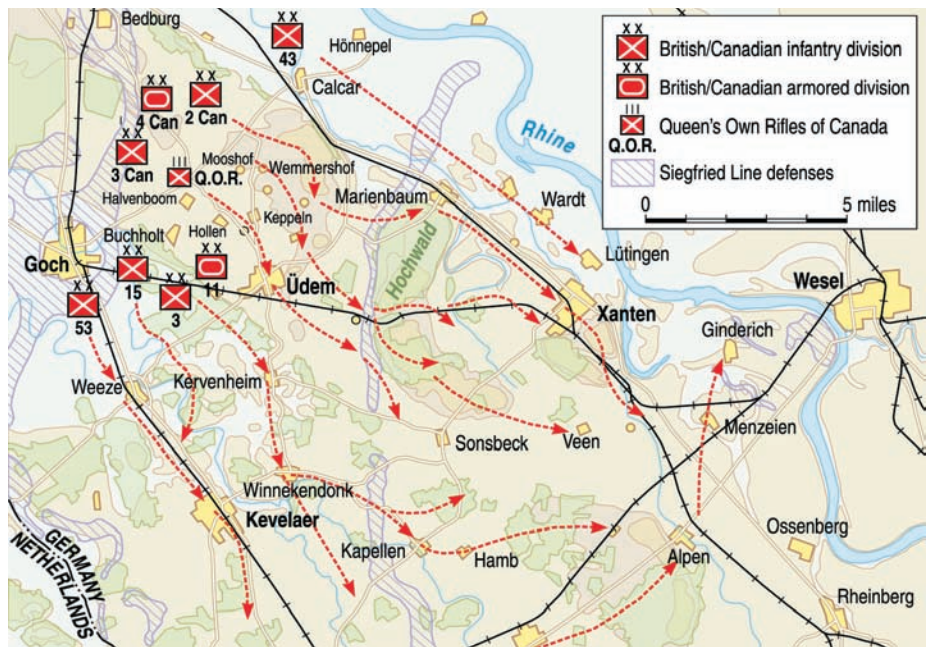 Bedburg
X X
43
Hönnepel
Calcar
X X
4 Can
X X
2 Can
X X
3 Can
I I I
Q.O.R.
Mooshof
Wemmershof
Halvenboom
Keppeln
Marienbaum
Rhine
Wardt
Lütingen
Hochwald
Buchholt
Hollen
Goch
X X
15
X X
3
X X
11
X X
53
Üdem
Xanten
Wesel
Ginderich
Weeze
Kervenheim
Menzeien
Sonsbeck
Veen
Winnekendonk
Kevelaer
Kapellen
Hamb
Alpen
Ossenberg
Rheinberg
GERMANY
NETHERLANDS
X X
British/Canadian infantry division
X X
British/Canadian armored division
I I I
Queen's Own Rifles of Canada
Q.O.R.
Siegfried Line defenses
0 5 miles